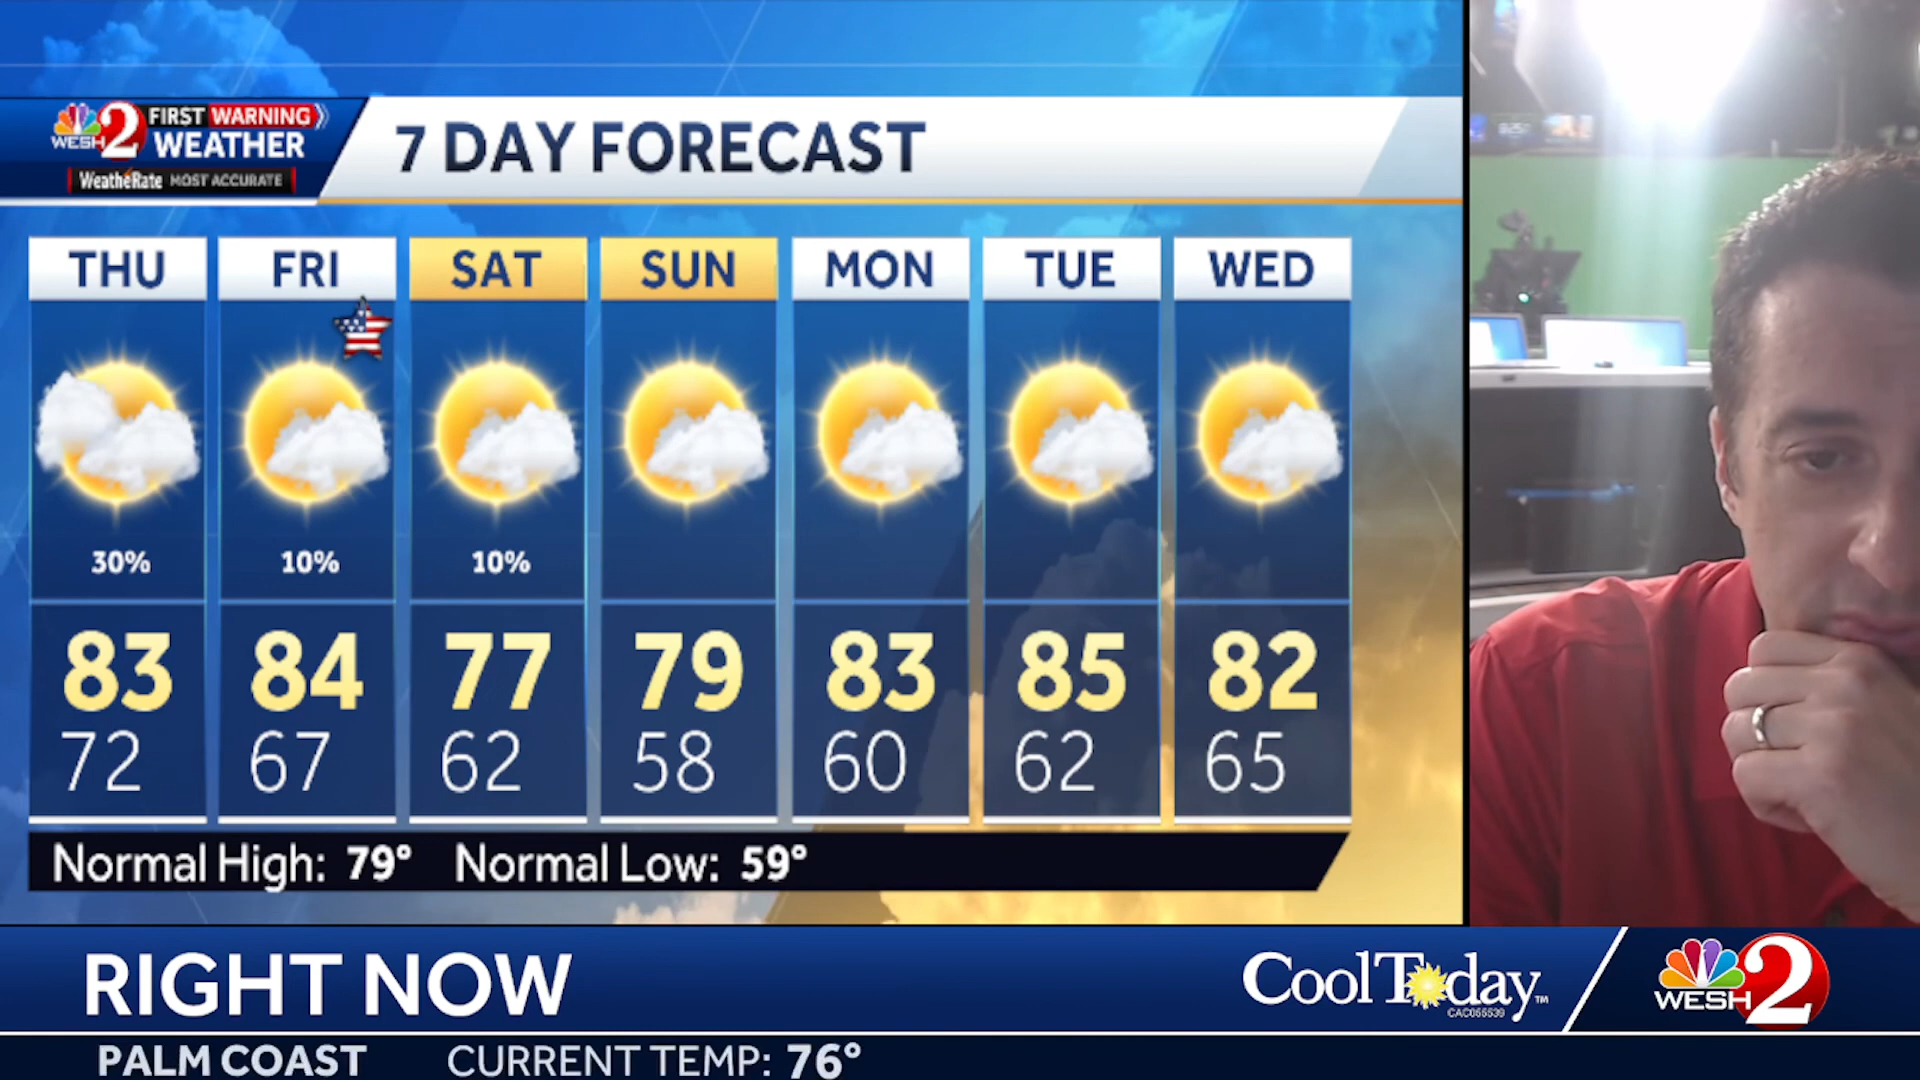 WESH 2 FIRST WARNING
WEATHER
WeatheRate MOST ACCURATE
7 DAY FORECAST
THU FRI SAT SUN MON TUE WED
30% 10% 10%
83 84 77 79 83 85 82
72 67 62 58 60 62 65
Normal High: 79° Normal Low: 59°
RIGHT NOW
CoolToday™
CAC055539
WESH 2
PALM COAST CURRENT TEMP: 76°